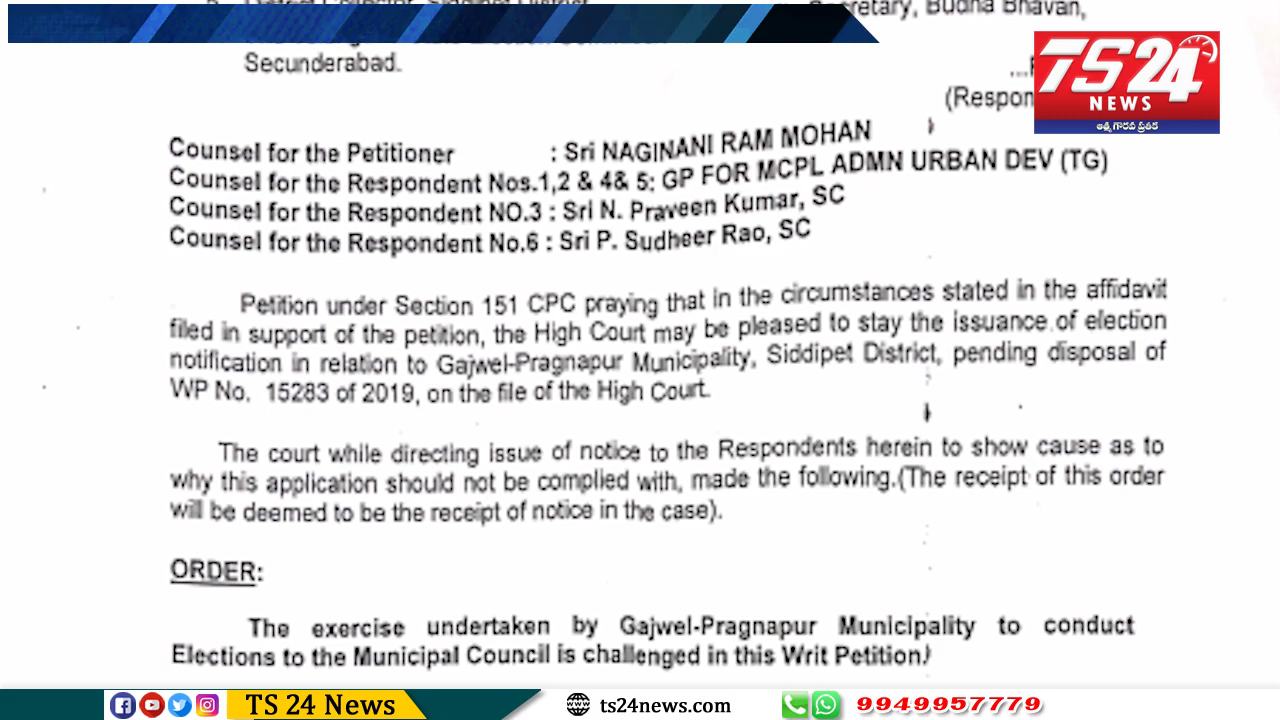 District Collector, Siddipet District.
Secretary, Budha Bhavan,
Secunderabad.
(Respon
Counsel for the Petitioner : Sri NAGINANI RAM MOHAN
Counsel for the Respondent Nos.1,2 & 4& 5: GP FOR MCPL ADMN URBAN DEV (TG)
Counsel for the Respondent NO.3 : Sri N. Praveen Kumar, SC
Counsel for the Respondent No.6 : Sri P. Sudheer Rao, SC
Petition under Section 151 CPC praying that in the circumstances stated in the affidavit
filed in support of the petition, the High Court may be pleased to stay the issuance of election
notification in relation to Gajwel-Pragnapur Municipality, Siddipet District, pending disposal of
WP No. 15283 of 2019, on the file of the High Court.
The court while directing issue of notice to the Respondents herein to show cause as to
why this application should not be complied with, made the following.(The receipt of this order
will be deemed to be the receipt of notice in the case).
ORDER:
The exercise undertaken by Gajwel-Pragnapur Municipality to conduct
Elections to the Municipal Council is challenged in this Writ Petition.
TS24
NEWS
ఆత్మ గౌరవ ప్రతీక
TS 24 News
ts24news.com
9949957779